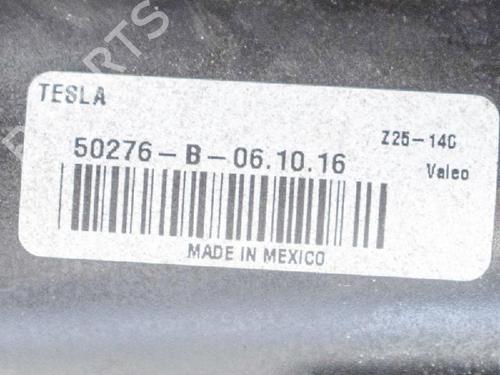 TESLA
Z25-14C
50276-B-06.10.16
Valeo
MADE IN MEXICO